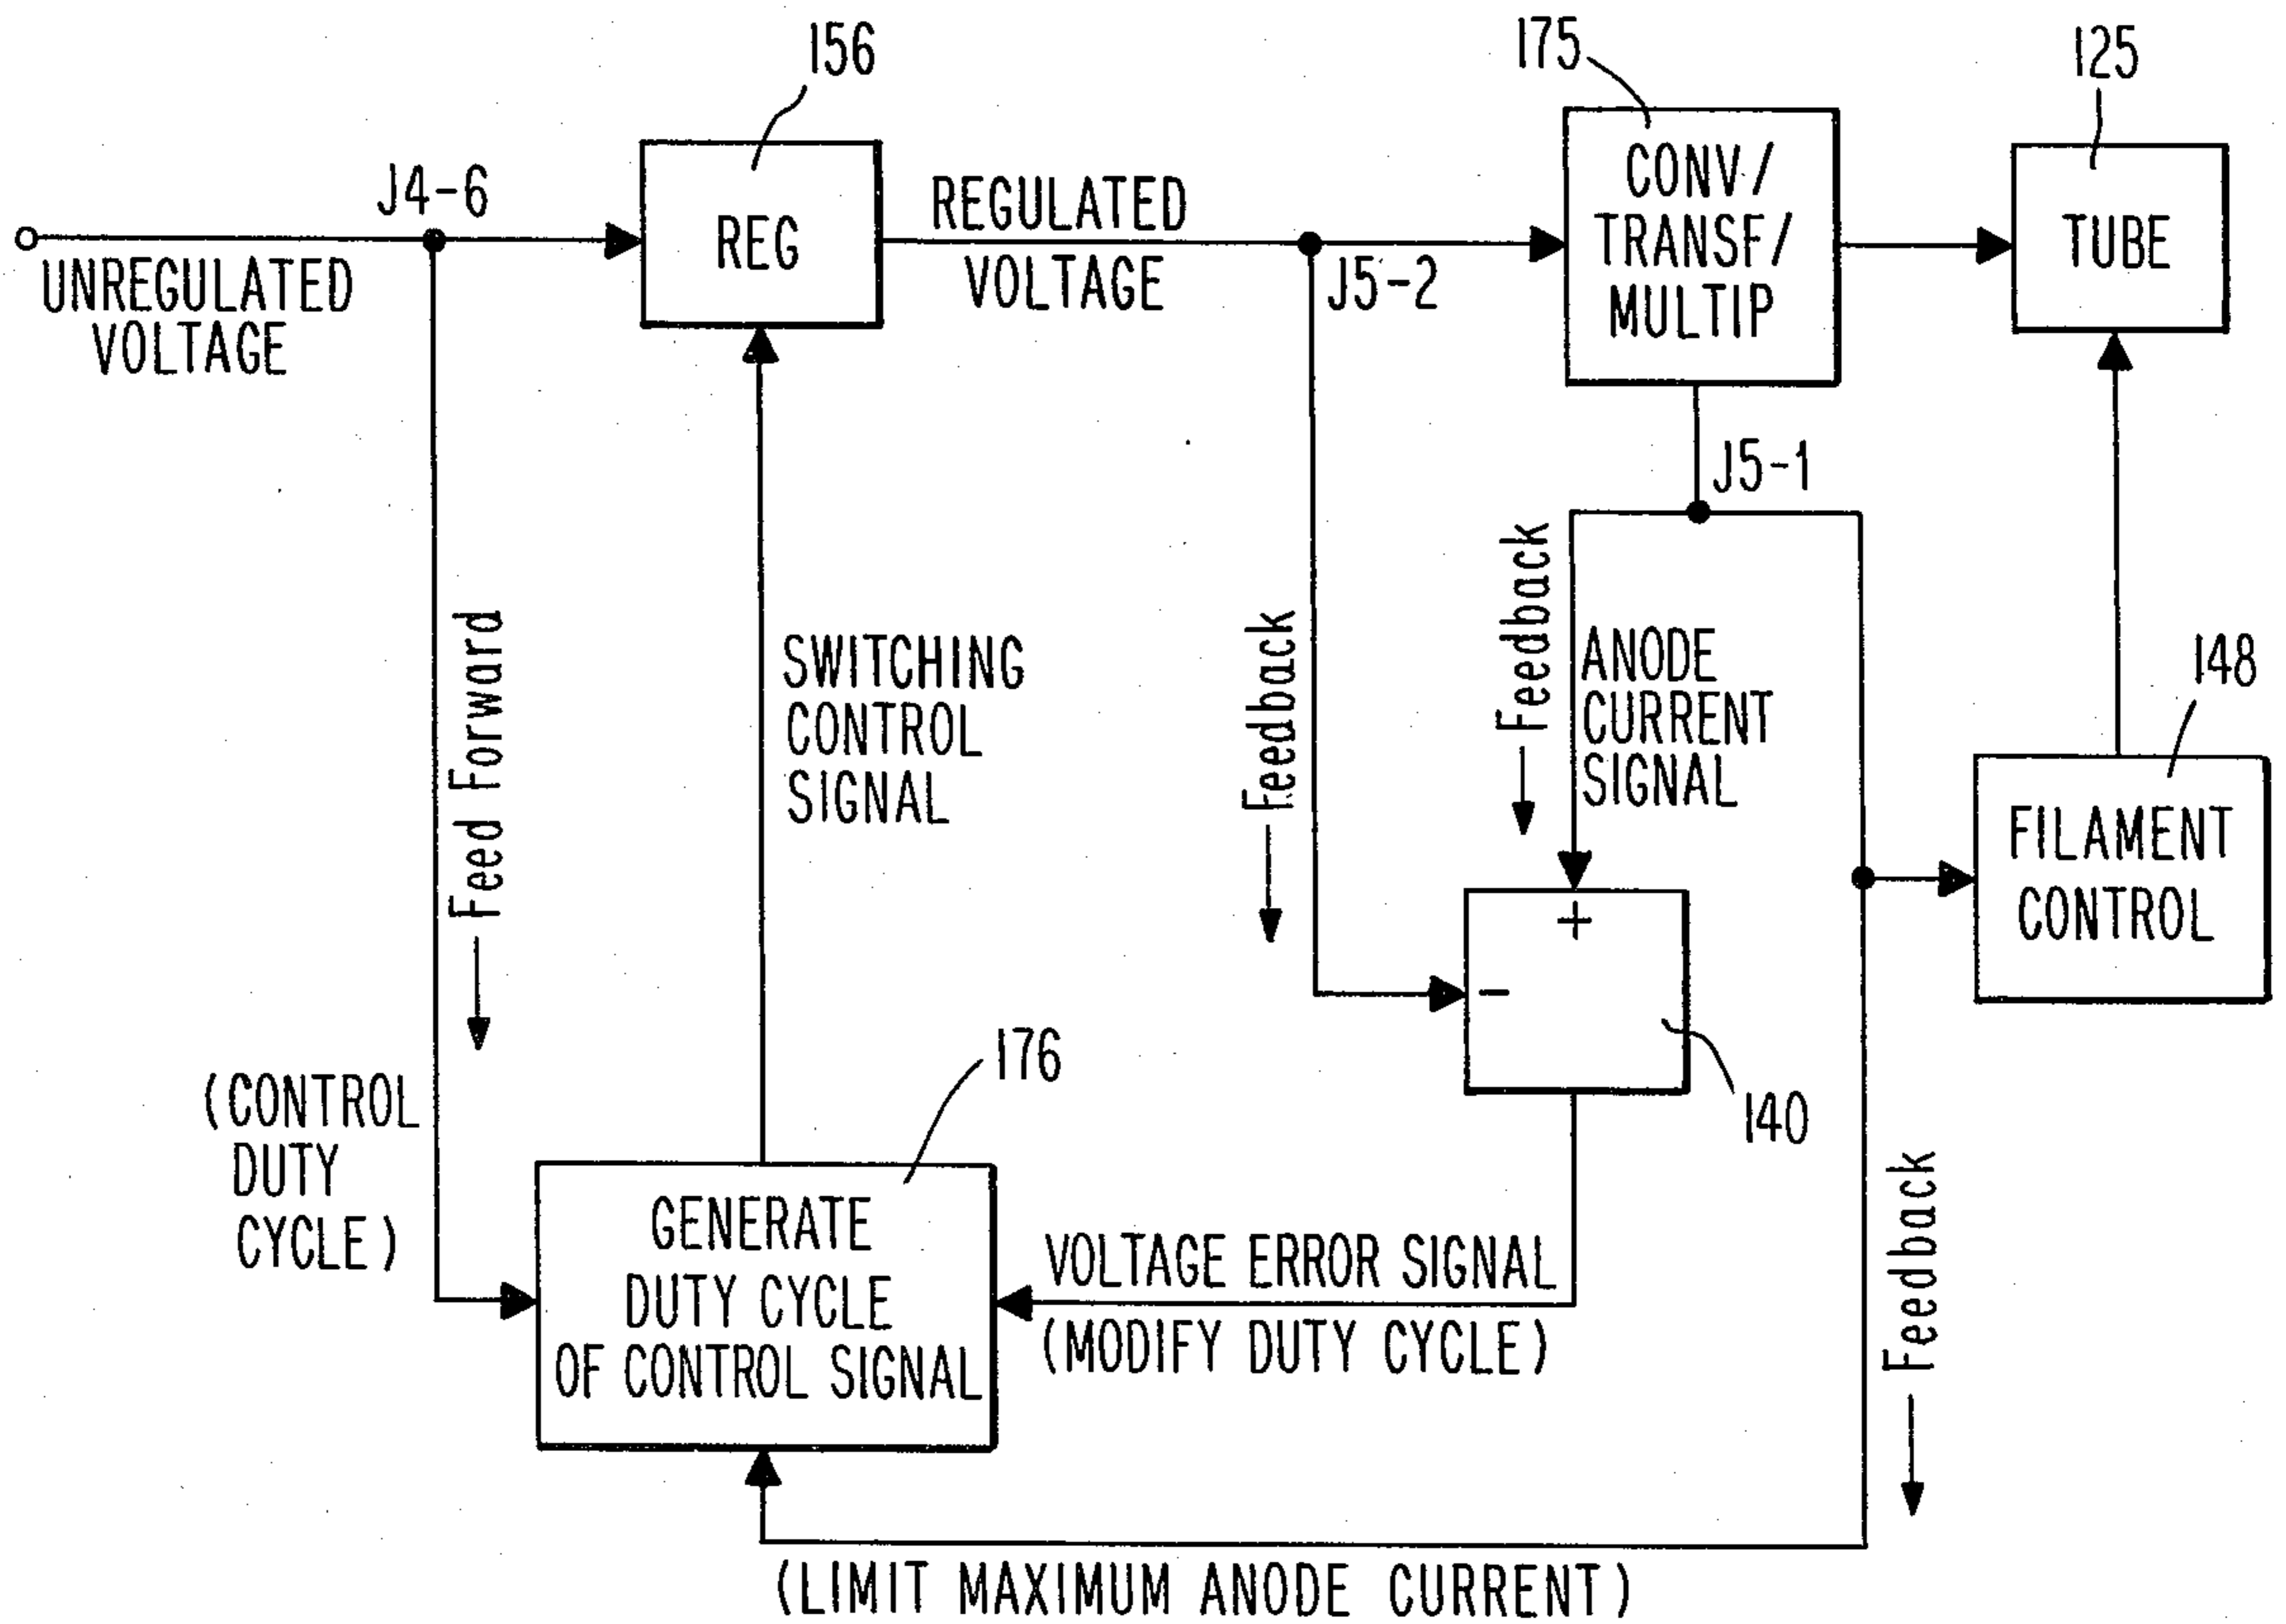 156
175
125
J4-6
UNREGULATED
VOLTAGE
REG
REGULATED
VOLTAGE
J5-2
CONV/
TRANSF/
MULTIP
TUBE
J5-1
Feed Forward
SWITCHING
CONTROL
SIGNAL
Feedback
Feedback
ANODE
CURRENT
SIGNAL
148
FILAMENT
CONTROL
+
-
140
(CONTROL
DUTY
CYCLE)
176
GENERATE
DUTY CYCLE
OF CONTROL SIGNAL
VOLTAGE ERROR SIGNAL
(MODIFY DUTY CYCLE)
Feedback
(LIMIT MAXIMUM ANODE CURRENT)